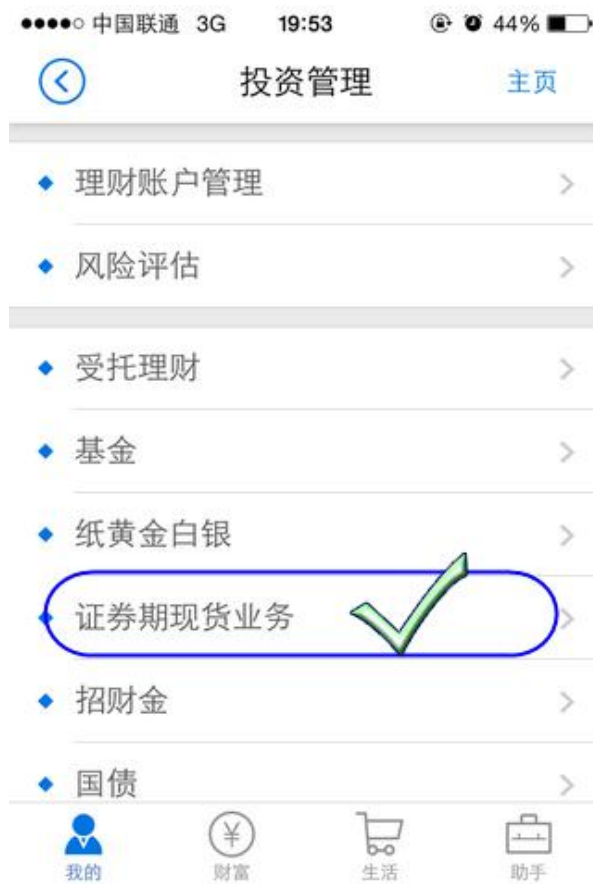 中国联通 3G 19:53 44%
投资管理 主页
理财账户管理
风险评估
受托理财
基金
纸黄金白银
证券期现货业务
招财金
国债
我的 财富 生活 助手